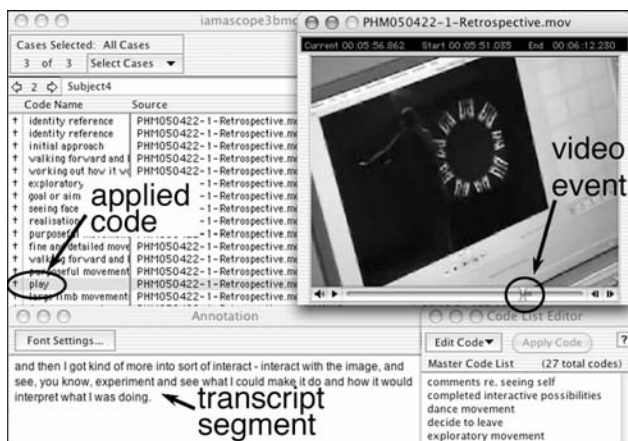 iamascope3bmo
PHM050422-1-Retrospective.mov
Current 00:05:56.862 Start 00:05:51.035 End 00:06:12.230
Cases Selected: All Cases
3 of 3 Select Cases
2 Subject4
Code Name Source
identity reference PHM050422-1-Retrospective.mo
identity reference PHM050422-1-Retrospective.mo
initial approach PHM050422-1-Retrospective.mo
walking forward and PHM050422-1-Retrospective.mo
working out how it PHM050422-1-Retrospective.mo
exploratory -1-Retrospective.mo
goal or aim -1-Retrospective.mo
seeing face -1-Retrospective.mo
realisation -1-Retrospective.mo
purposeful movement -1-Retrospective.mo
fine and detailed move PHM050422-1-Retrospective.mo
walking forward and PHM050422-1-Retrospective.mo
purposeful movement PHM050422-1-Retrospective.mo
play PHM050422-1-Retrospective.mo
large limb movements PHM050422-1-Retrospective.mo
applied
code
video
event
Annotation
Font Settings...
and then I got kind of more into sort of interact - interact with the image, and
see, you know, experiment and see what I could make it do and how it would
interpret what I was doing.
transcript
segment
Code List Editor
Edit Code Apply Code ?
Master Code List (27 total codes)
comments re. seeing self
completed interactive possibilities
dance movement
decide to leave
exploratory movement